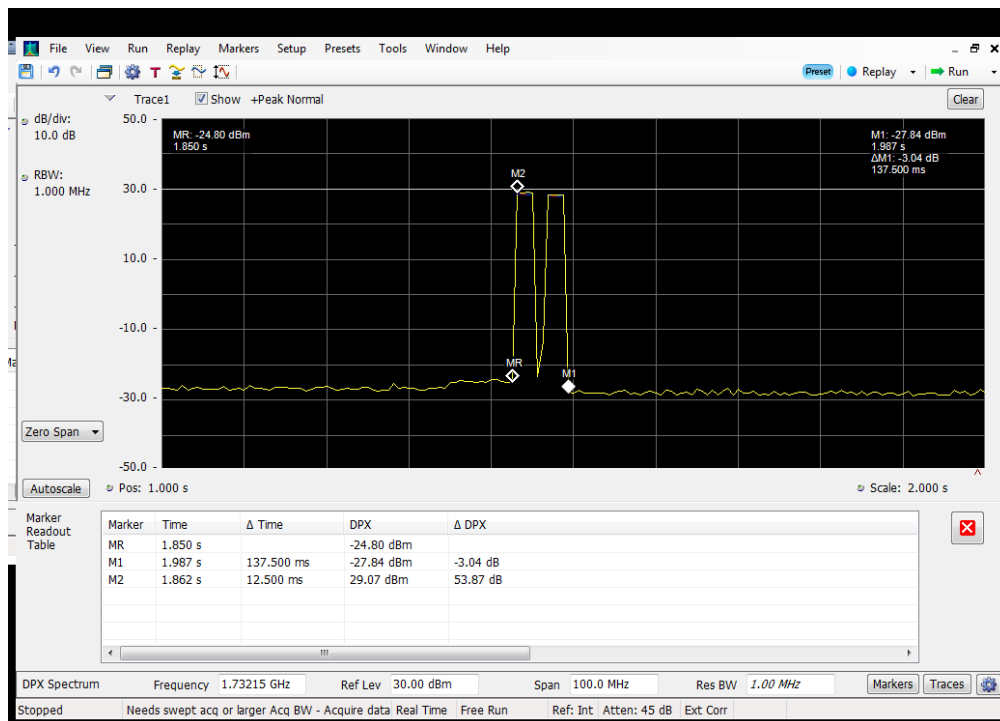 File View Run Replay Markers Setup Presets Tools Window Help
T Preset Replay Run
Trace1 Show +Peak Normal Clear
dB/div:
10.0 dB
RBW:
1.000 MHz
50.0 -
30.0 -
10.0 -
-10.0 -
-30.0 -
-50.0 -
MR: -24.80 dBm
1.850 s
M1: -27.84 dBm
1.987 s
ΔM1: -3.04 dB
137.500 ms
M2
MR
M1
Zero Span
Autoscale Pos: 1.000 s Scale: 2.000 s
Marker
Readout
Table
Marker Time Δ Time DPX Δ DPX
MR 1.850 s -24.80 dBm
M1 1.987 s 137.500 ms -27.84 dBm -3.04 dB
M2 1.862 s 12.500 ms 29.07 dBm 53.87 dB
DPX Spectrum Frequency 1.73215 GHz Ref Lev 30.00 dBm Span 100.0 MHz Res BW 1.00 MHz Markers Traces
Stopped Needs swept acq or larger Acq BW - Acquire data Real Time Free Run Ref: Int Atten: 45 dB Ext Corr